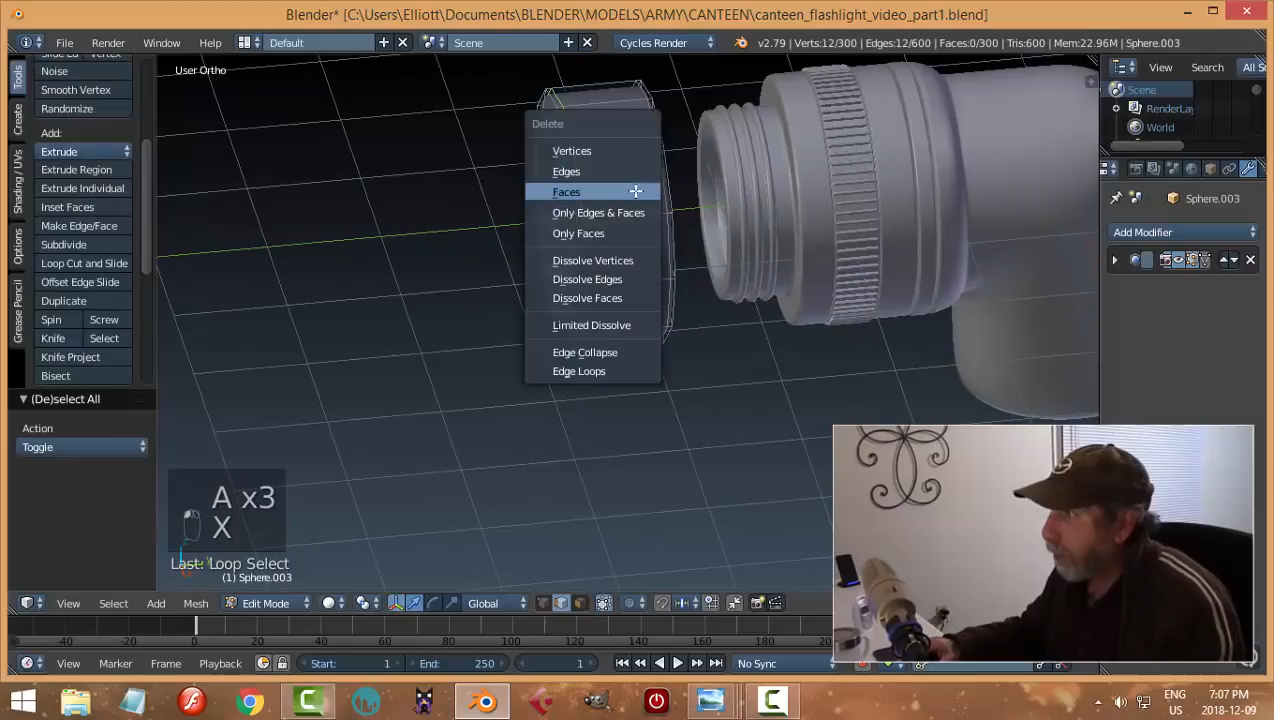 Blender* [C:\Users\Elliott\Documents\BLENDER\MODELS\ARMY\CANTEEN\canteen_flashlight_video_part1.blend]
File Render Window Help Default Scene Cycles Render v2.79 | Verts:12/300 | Edges:12/600 | Faces:0/300 | Tris:600 | Mem:22.96M | Sphere.003
Tools
Create
Shading / UVs
Options
Grease Pencil
Noise
Smooth Vertex
Randomize
Add:
Extrude
Extrude Region
Extrude Individual
Inset Faces
Make Edge/Face
Subdivide
Loop Cut and Slide
Offset Edge Slide
Duplicate
Spin Screw
Knife Select
Knife Project
Bisect
(De)select All
Action
Toggle
User Ortho
Delete
Vertices
Edges
Faces
Only Edges & Faces
Only Faces
Dissolve Vertices
Dissolve Edges
Dissolve Faces
Limited Dissolve
Edge Collapse
Edge Loops
A x3
X
Last: Loop Select
(1) Sphere.003
View Search All Sc
Scene
RenderLay
World
Sphere.003
Add Modifier
View Select Add Mesh Edit Mode Global
-40 -20 0 20 40 60 80 100 120 140 160 180
View Marker Frame Playback Start: 1 End: 250 1 No Sync
ENG
7:07 PM
2018-12-09